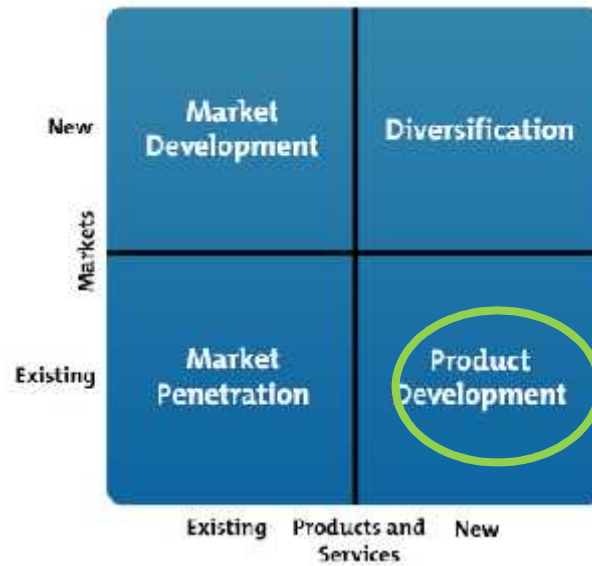 New
Market
Development
Diversification
Markets
Existing
Market
Penetration
Product
Development
Existing
Products and
Services
New